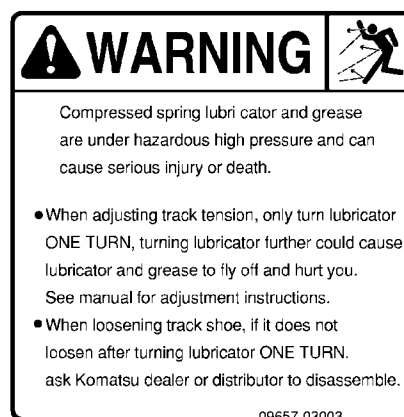 WARNING
Compressed spring lubri cator and grease
are under hazardous high pressure and can
cause serious injury or death.
● When adjusting track tension, only turn lubricator
ONE TURN, turning lubricator further could cause
lubricator and grease to fly off and hurt you.
See manual for adjustment instructions.
● When loosening track shoe, if it does not
loosen after turning lubricator ONE TURN.
ask Komatsu dealer or distributor to disassemble.
09657-03003